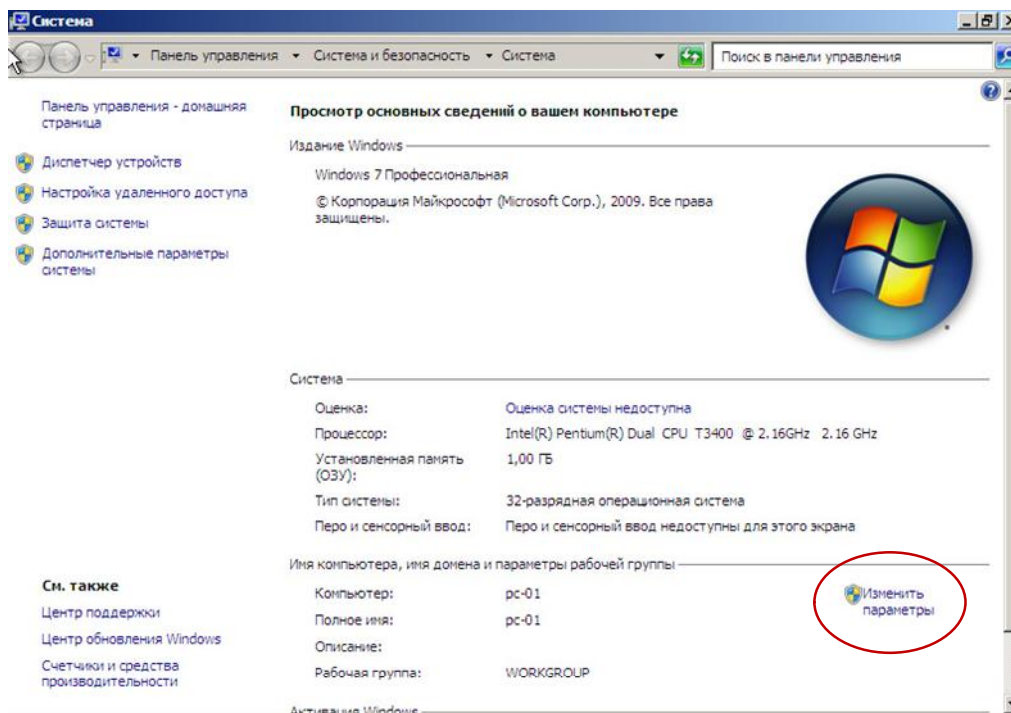 Система
Панель управления
Система и безопасность
Система
Поиск в панели управления
Панель управления - домашняя
страница
Диспетчер устройств
Настройка удаленного доступа
Защита системы
Дополнительные параметры
системы
См. также
Центр поддержки
Центр обновления Windows
Счетчики и средства
производительности
Просмотр основных сведений о вашем компьютере
Издание Windows
Windows 7 Профессиональная
© Корпорация Майкрософт (Microsoft Corp.), 2009. Все права
защищены.
Система
Оценка: Оценка системы недоступна
Процессор: Intel(R) Pentium(R) Dual CPU T3400 @ 2.16GHz 2.16 GHz
Установленная память 1,00 ГБ
(ОЗУ):
Тип системы: 32-разрядная операционная система
Перо и сенсорный ввод: Перо и сенсорный ввод недоступны для этого экрана
Имя компьютера, имя домена и параметры рабочей группы
Компьютер: pc-01
Полное имя: pc-01
Описание:
Рабочая группа: WORKGROUP
Изменить
параметры
Активация Windows